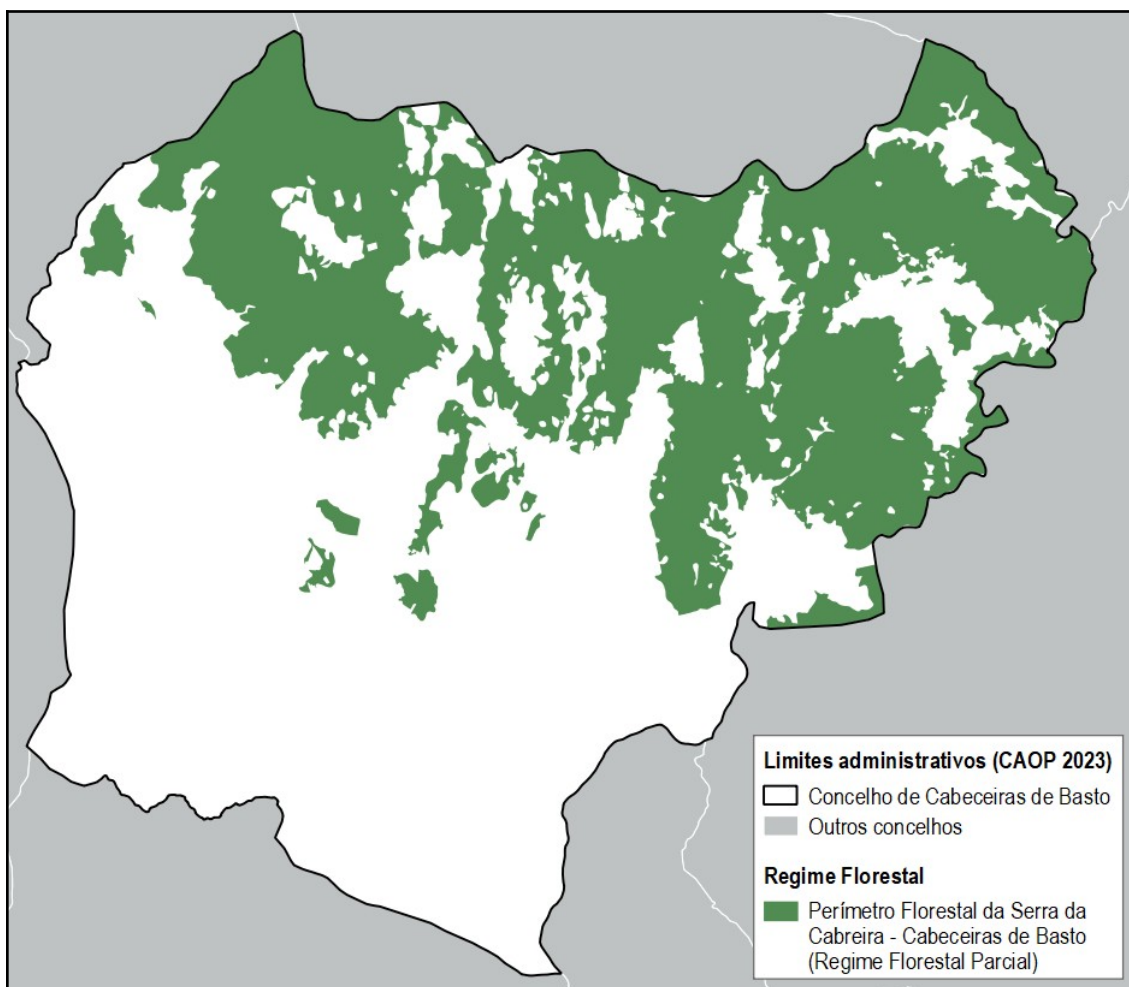 Limites administrativos (CAOP 2023)
Concelho de Cabeceiras de Basto
Outros concelhos
Regime Florestal
Perímetro Florestal da Serra da
Cabreira - Cabeceiras de Basto
(Regime Florestal Parcial)